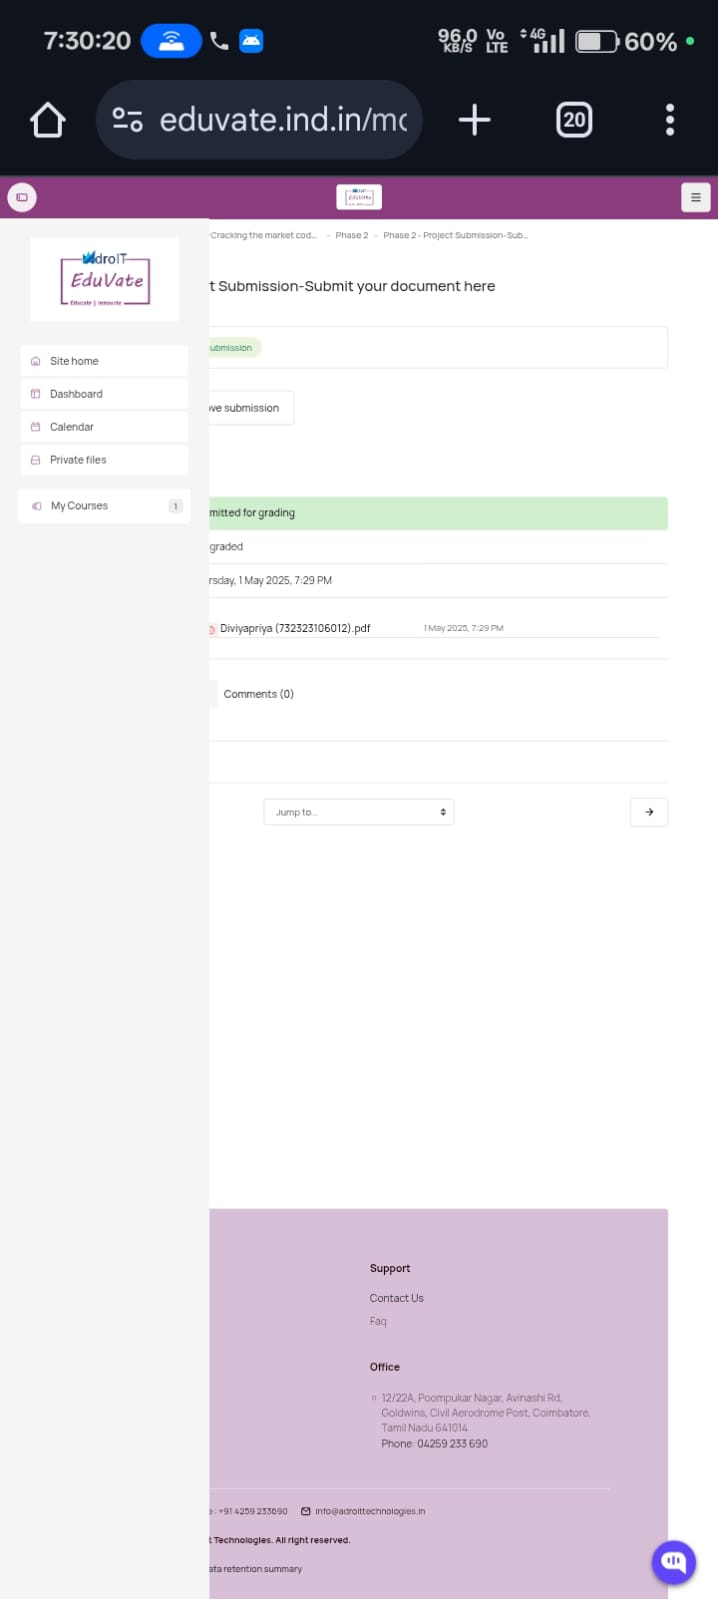 7:30:20
96.0 KB/S
Vo LTE
4G
60%
eduvate.ind.in/mo
20
AdroIT
EduVate
Educate | Innovate
-Cracking the market cod... - Phase 2 - Phase 2 - Project Submission-Sub...
t Submission-Submit your document here
Site home
Dashboard
Calendar
Private files
My Courses 1
ubmission
ove submission
mitted for grading
graded
rsday, 1 May 2025, 7:29 PM
Diviyapriya (732323106012).pdf 1 May 2025, 7:29 PM
Comments (0)
Jump to...
Support
Contact Us
Faq
Office
12/22A, Poompukar Nagar, Avinashi Rd,
Goldwins, Civil Aerodrome Post, Coimbatore,
Tamil Nadu 641014
Phone: 04259 233 690
e : +91 4259 233690 info@adroittechnologies.in
t Technologies. All right reserved.
ata retention summary